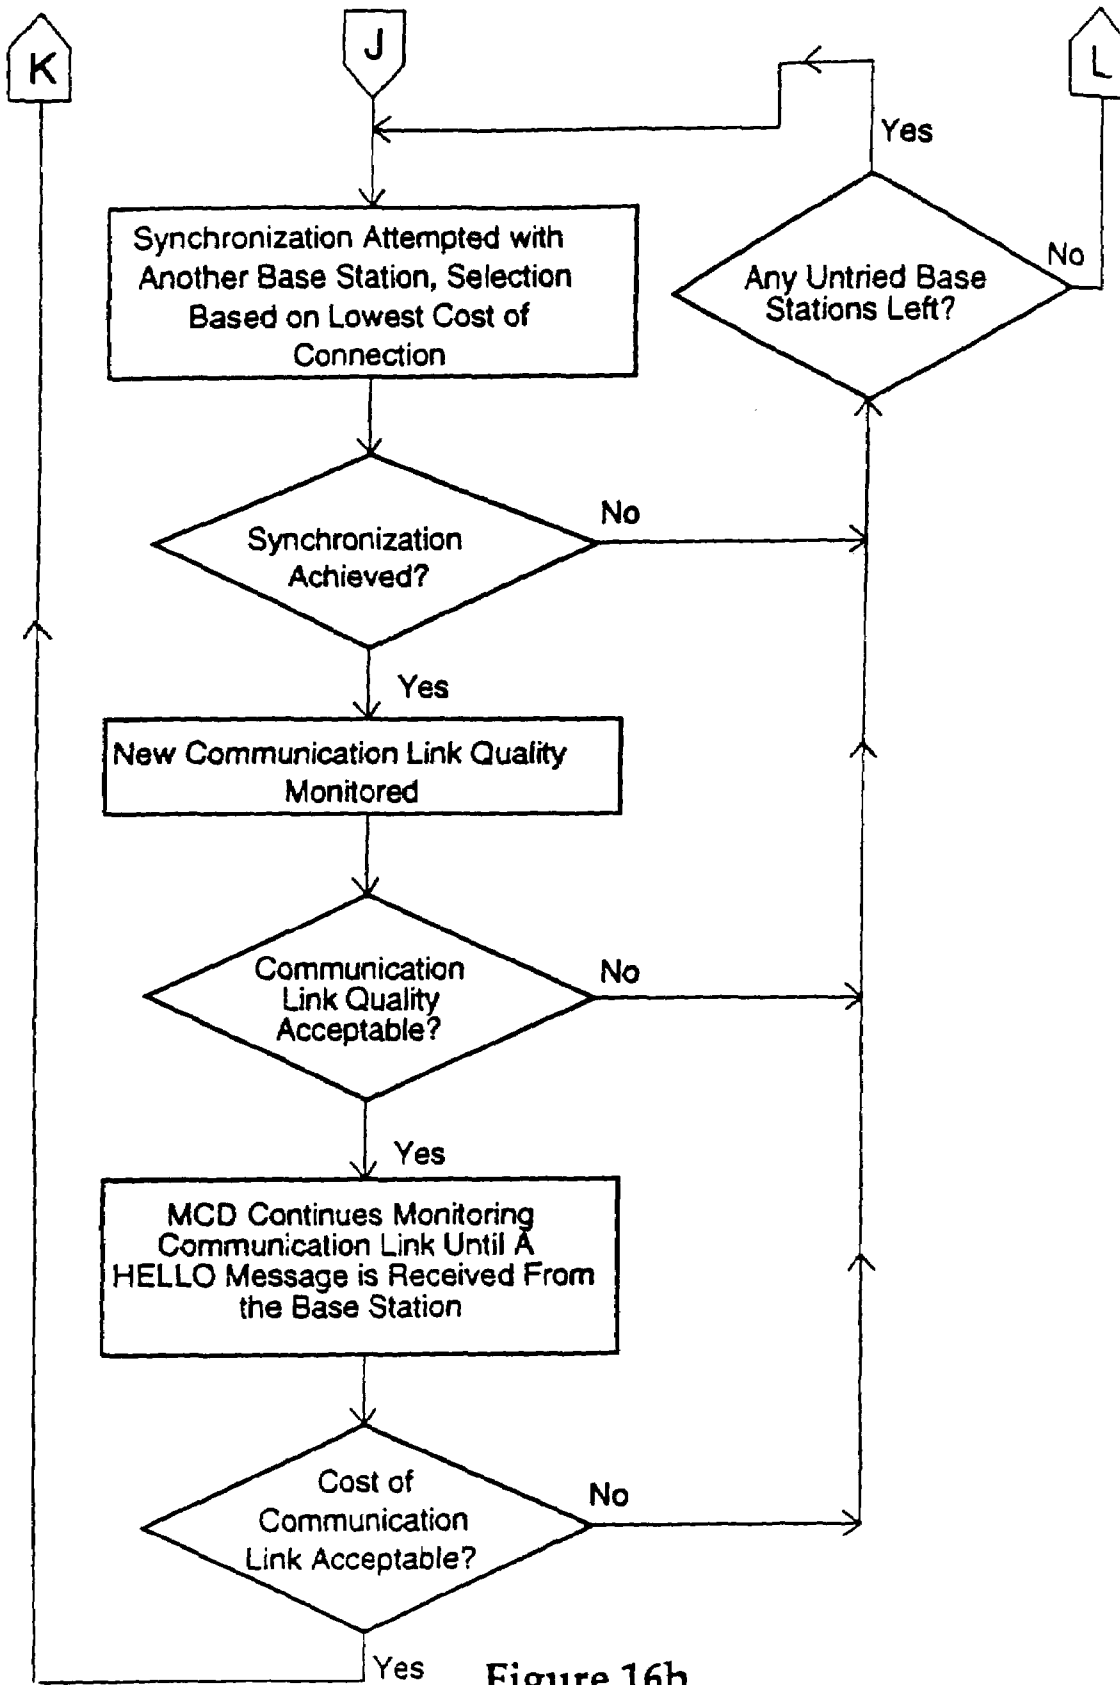 K
J
L
Yes
Synchronization Attempted with
Another Base Station, Selection
Based on Lowest Cost of
Connection
Any Untried Base
Stations Left?
No
Synchronization
Achieved?
No
Yes
New Communication Link Quality
Monitored
Communication
Link Quality
Acceptable?
No
Yes
MCD Continues Monitoring
Communication Link Until A
HELLO Message is Received From
the Base Station
Cost of
Communication
Link Acceptable?
No
Yes
Figure 16b